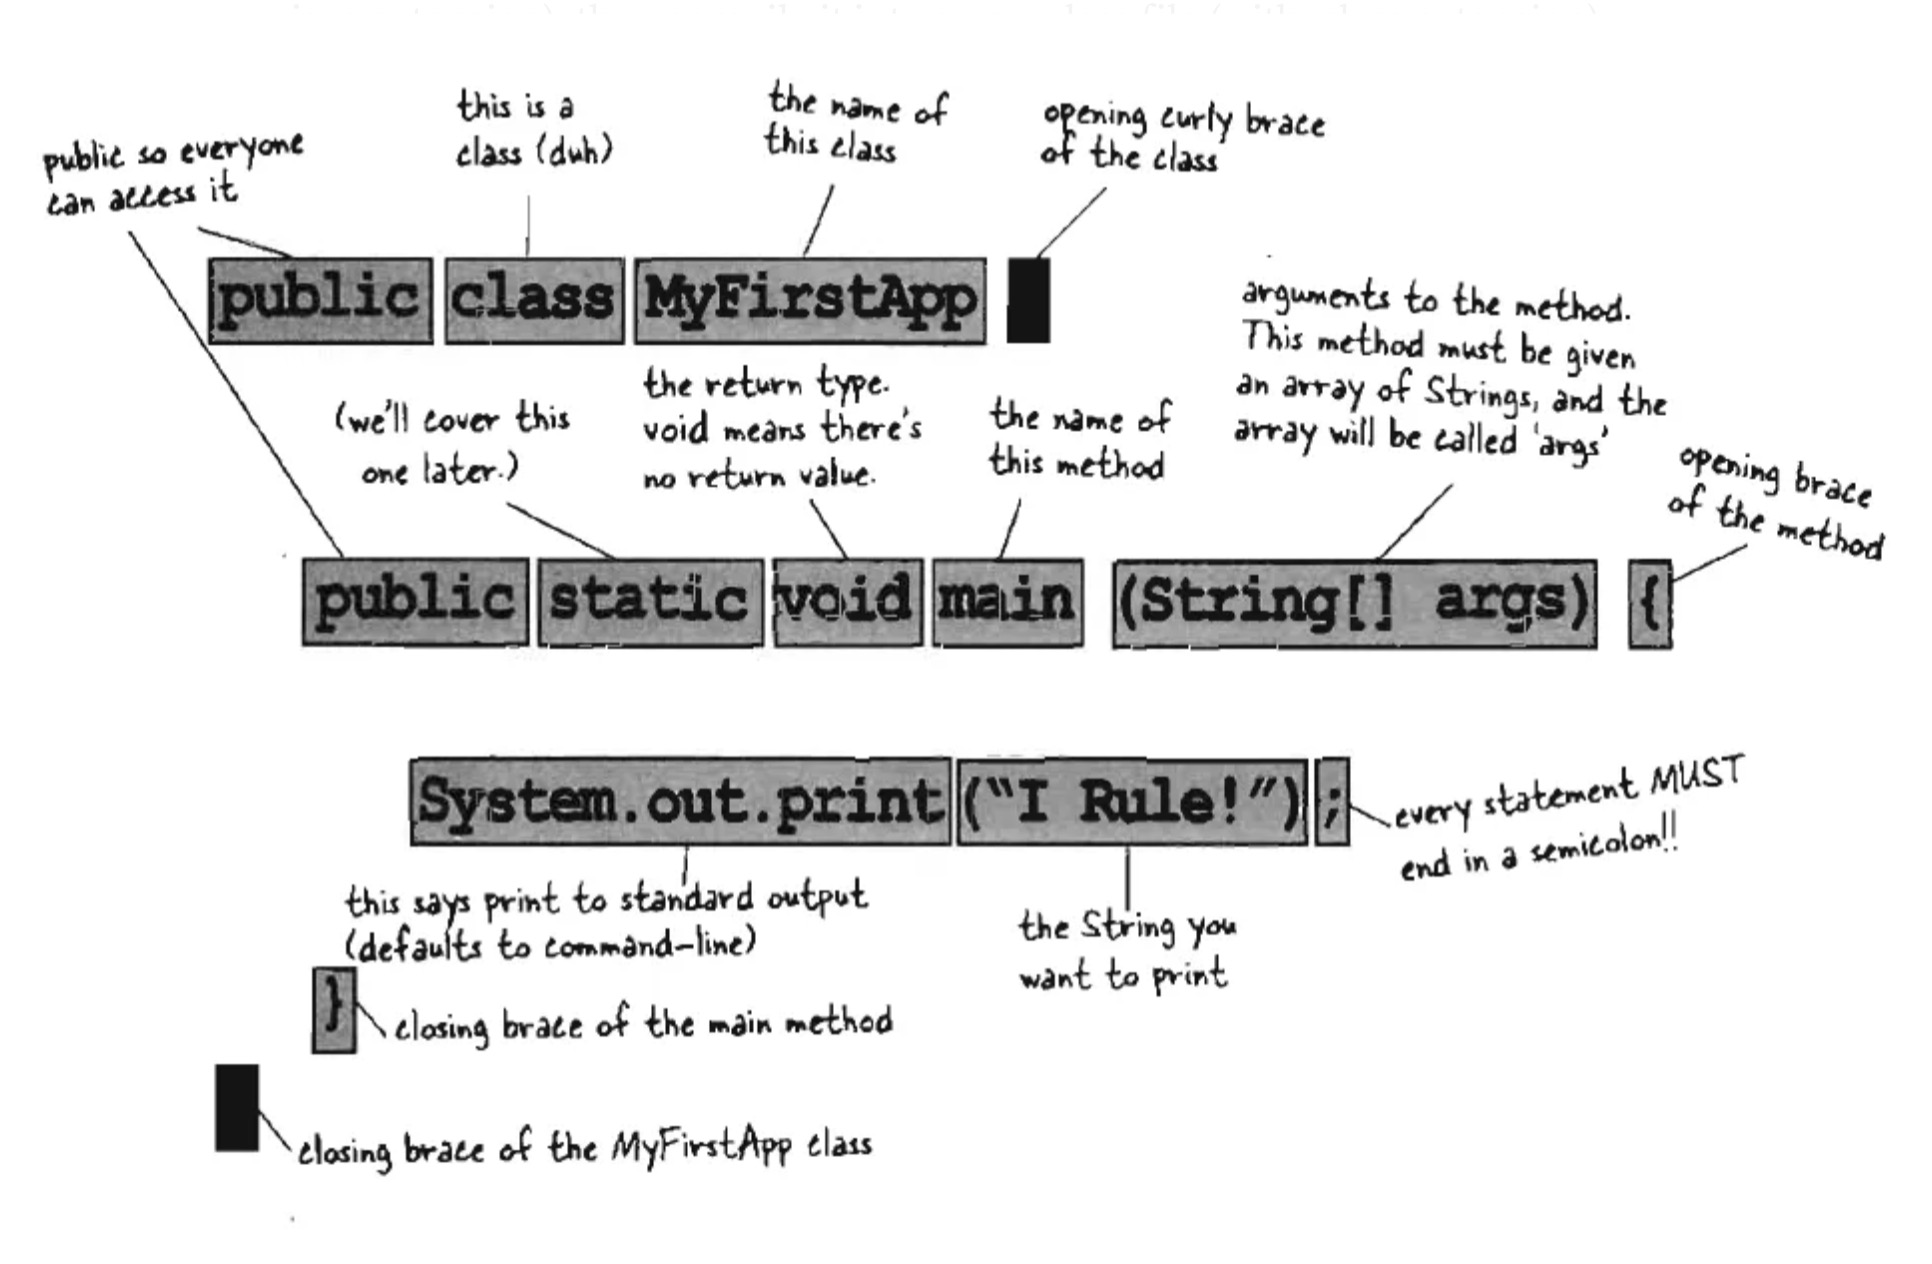 this is a
class (duh)
the name of
this class
opening curly brace
of the class
public so everyone
can access it
public class MyFirstApp
arguments to the method.
This method must be given
an array of Strings, and the
array will be called 'args'
(we'll cover this
one later.)
the return type.
void means there's
no return value.
the name of
this method
opening brace
of the method
public static void main (String[] args) {
System.out.print("I Rule!");
every statement MUST
end in a semicolon!!
this says print to standard output
(defaults to command-line)
the String you
want to print
}
closing brace of the main method
closing brace of the MyFirstApp class